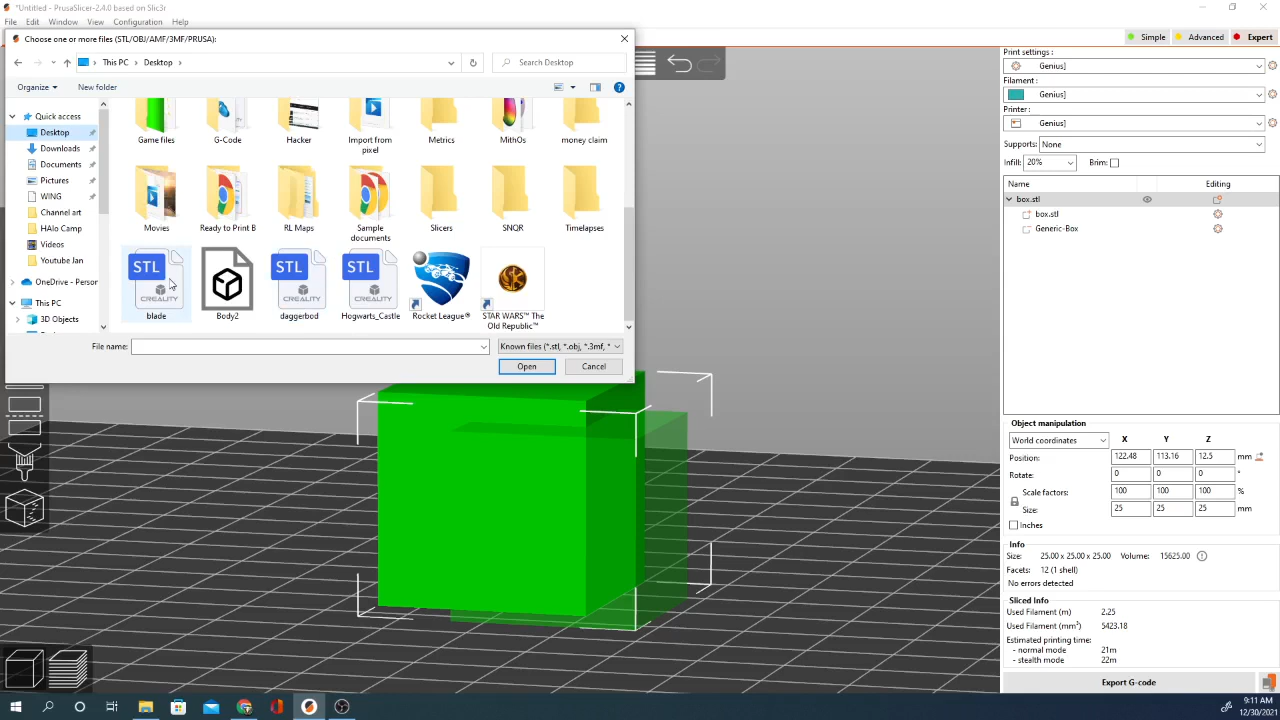 *Untitled - PrusaSlicer-2.4.0 based on Slic3r
File Edit Window View Configuration Help
Choose one or more files (STL/OBJ/AMF/3MF/PRUSA):
This PC > Desktop >
Search Desktop
Organize New folder
Simple Advanced Expert
Quick access
Desktop
Downloads
Documents
Pictures
WING
Channel art
HAlo Camp
Videos
Youtube Jan
OneDrive - Person
This PC
3D Objects
Game files G-Code Hacker Import from pixel Metrics MithOs money claim
Movies Ready to Print B RL Maps Sample documents Slicers SNQR Timelapses
STL CREALITY STL CREALITY STL CREALITY
blade Body2 daggerbod Hogwarts_Castle Rocket League® STAR WARS™ The Old Republic™
File name: Known files (*.stl, *.obj, *.3mf, *
Open Cancel
Print settings :
Genius]
Filament :
Genius]
Printer :
Genius]
Supports: None
Infill: 20% Brim:
Name Editing
box.stl
box.stl
Generic-Box
Object manipulation
World coordinates X Y Z
Position: 122.48 113.16 12.5 mm
Rotate: 0 0 0 °
Scale factors: 100 100 100 %
Size: 25 25 25 mm
Inches
Info
Size: 25.00 x 25.00 x 25.00 Volume: 15625.00
Facets: 12 (1 shell)
No errors detected
Sliced Info
Used Filament (m) 2.25
Used Filament (mm³) 5423.18
Estimated printing time:
- normal mode 21m
- stealth mode 22m
Export G-code
9:11 AM
12/30/2021